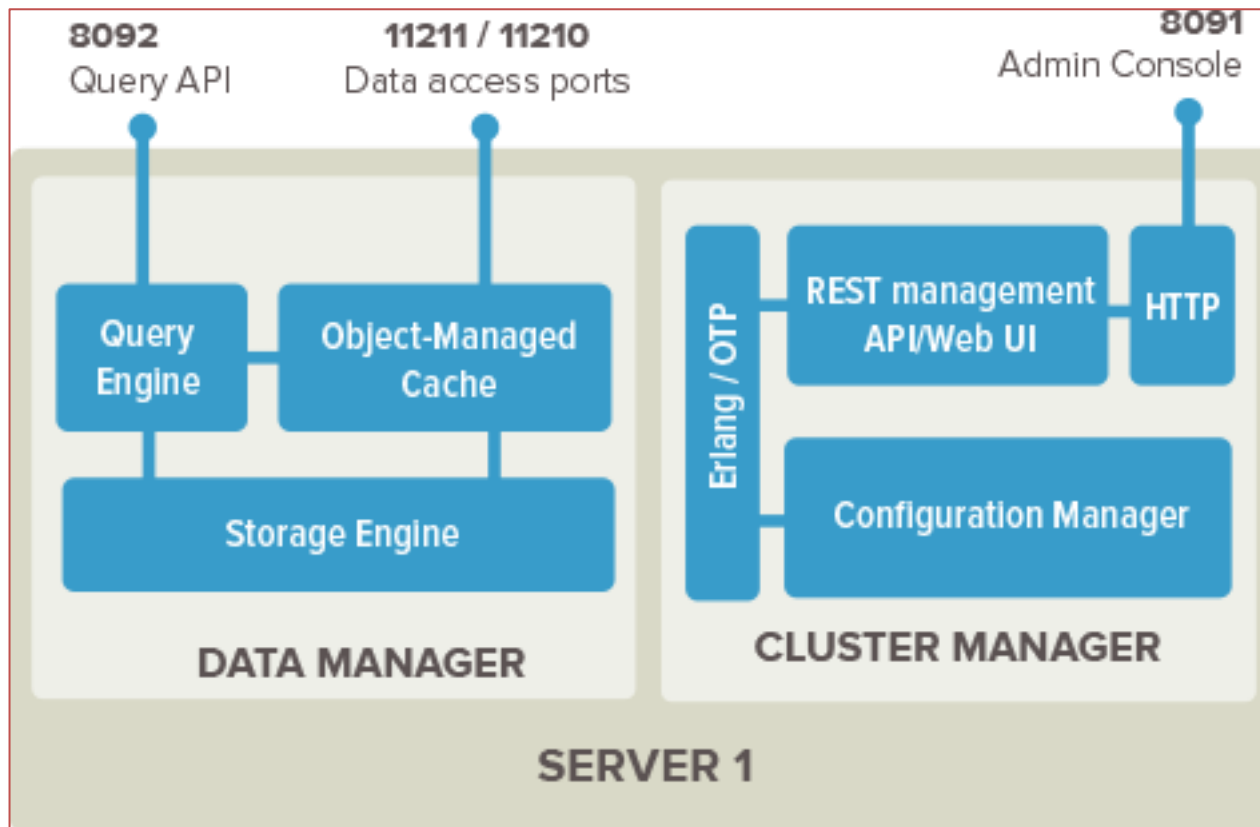 8092
Query API
11211 / 11210
Data access ports
8091
Admin Console
Query
Engine
Object-Managed
Cache
Storage Engine
DATA MANAGER
Erlang / OTP
REST management
API/Web UI
HTTP
Configuration Manager
CLUSTER MANAGER
SERVER 1